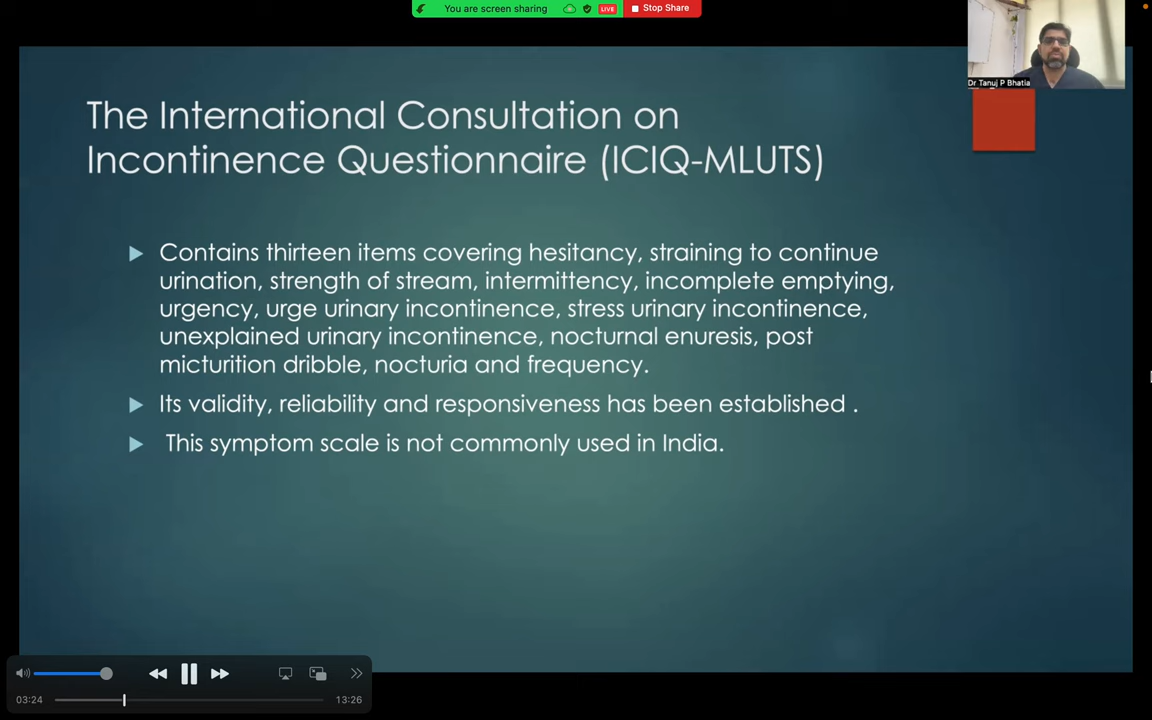 You are screen sharing
LIVE
Stop Share
Dr Tanuj P Bhatia
The International Consultation on
Incontinence Questionnaire (ICIQ-MLUTS)
Contains thirteen items covering hesitancy, straining to continue
urination, strength of stream, intermittency, incomplete emptying,
urgency, urge urinary incontinence, stress urinary incontinence,
unexplained urinary incontinence, nocturnal enuresis, post
micturition dribble, nocturia and frequency.
Its validity, reliability and responsiveness has been established .
This symptom scale is not commonly used in India.
03:24
13:26